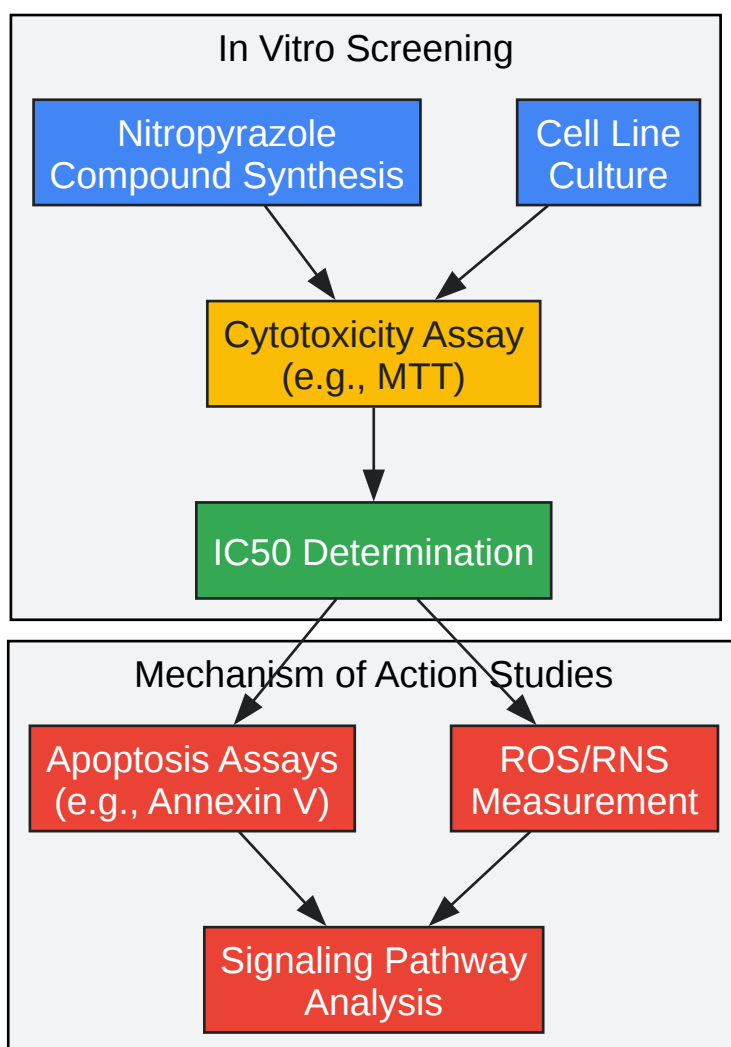 In Vitro Screening
Nitropyrazole
Compound Synthesis
Cell Line
Culture
Cytotoxicity Assay
(e.g., MTT)
IC50 Determination
Mechanism of Action Studies
Apoptosis Assays
(e.g., Annexin V)
ROS/RNS
Measurement
Signaling Pathway
Analysis